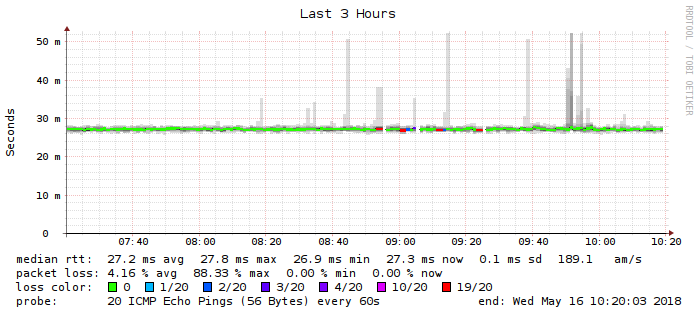 Last 3 Hours
RRDTOOL / TOBI OETIKER
Seconds
50 m
40 m
30 m
20 m
10 m
0
07:40 08:00 08:20 08:40 09:00 09:20 09:40 10:00 10:20
median rtt: 27.2 ms avg 27.8 ms max 26.9 ms min 27.3 ms now 0.1 ms sd 189.1 am/s
packet loss: 4.16 % avg 88.33 % max 0.00 % min 0.00 % now
loss color: 0 1/20 2/20 3/20 4/20 10/20 19/20
probe: 20 ICMP Echo Pings (56 Bytes) every 60s end: Wed May 16 10:20:03 2018